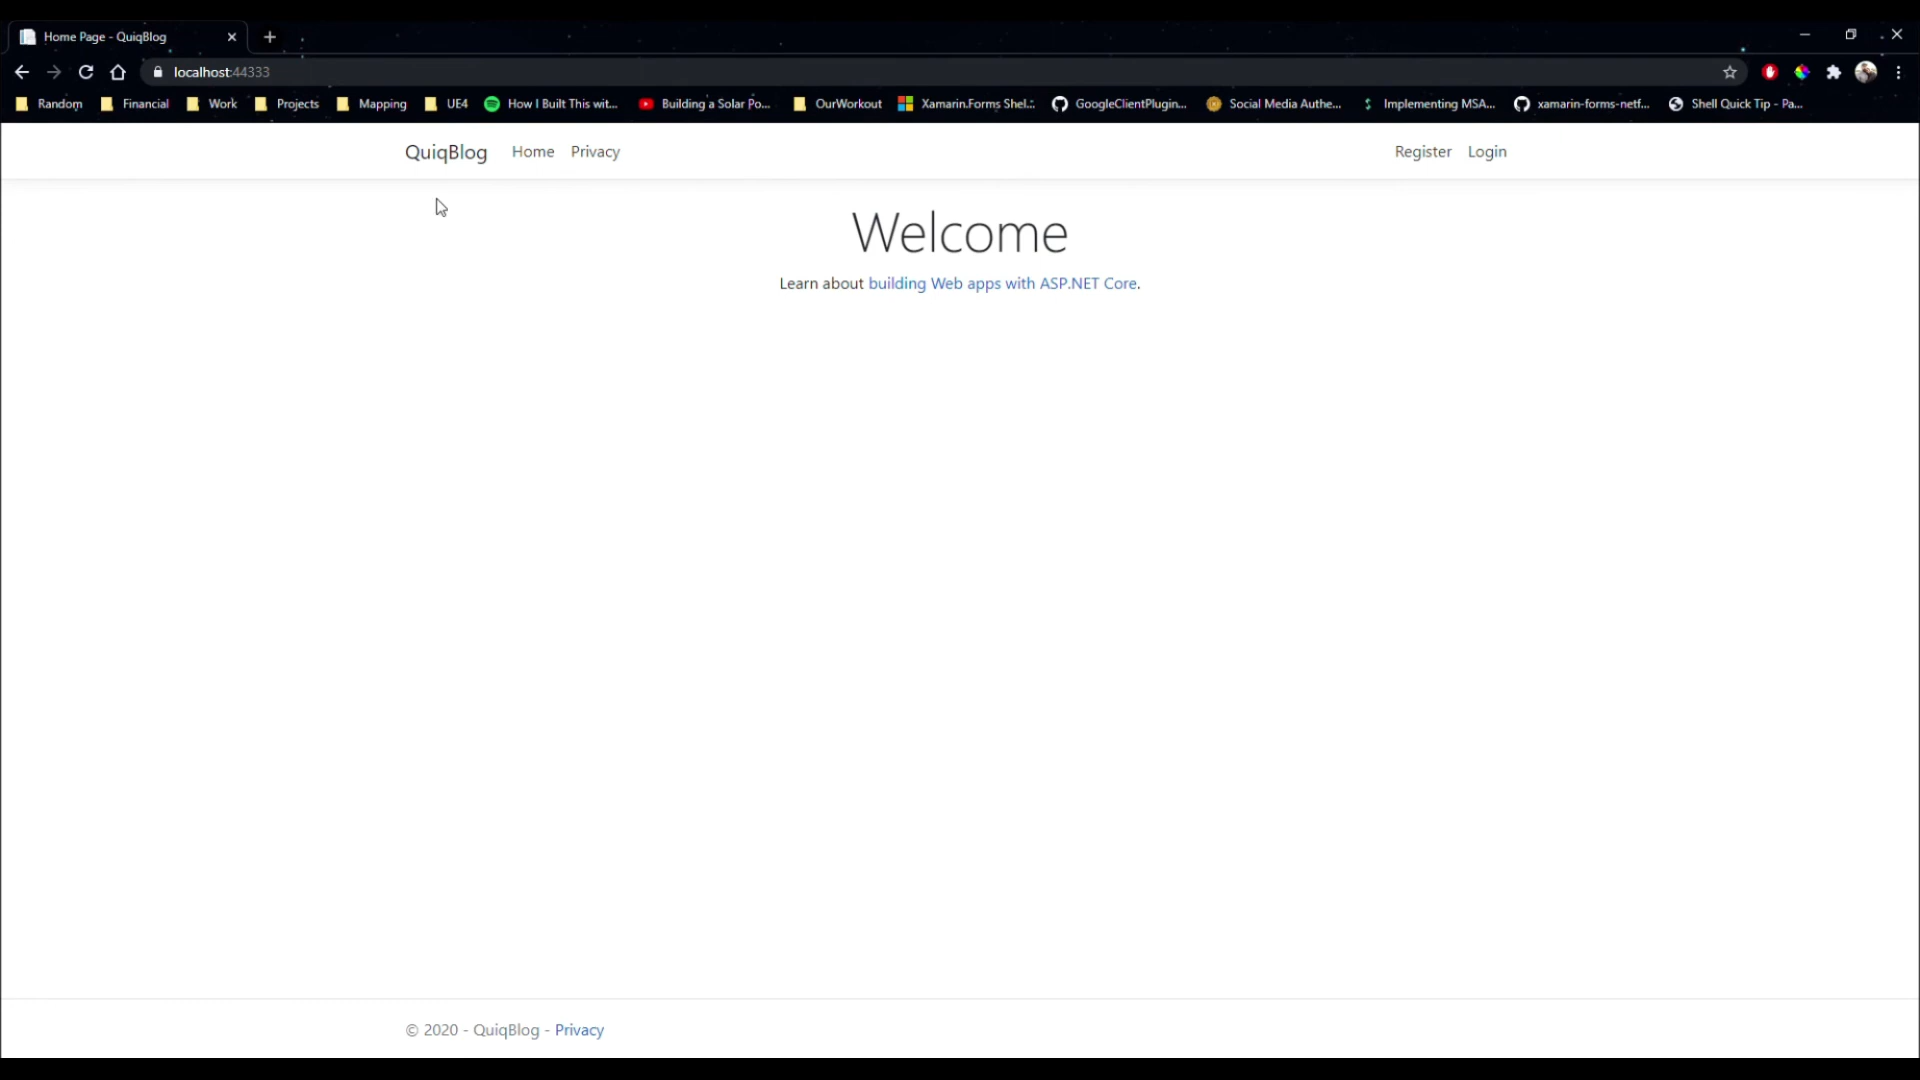 Home Page - QuiqBlog
localhost:44333
Random Financial Work Projects Mapping UE4 How I Built This wit... Building a Solar Po... OurWorkout Xamarin.Forms Shel... GoogleClientPlugin... Social Media Authe... Implementing MSA... xamarin-forms-netf... Shell Quick Tip - Pa...
QuiqBlog Home Privacy Register Login
Welcome
Learn about building Web apps with ASP.NET Core.
© 2020 - QuiqBlog - Privacy